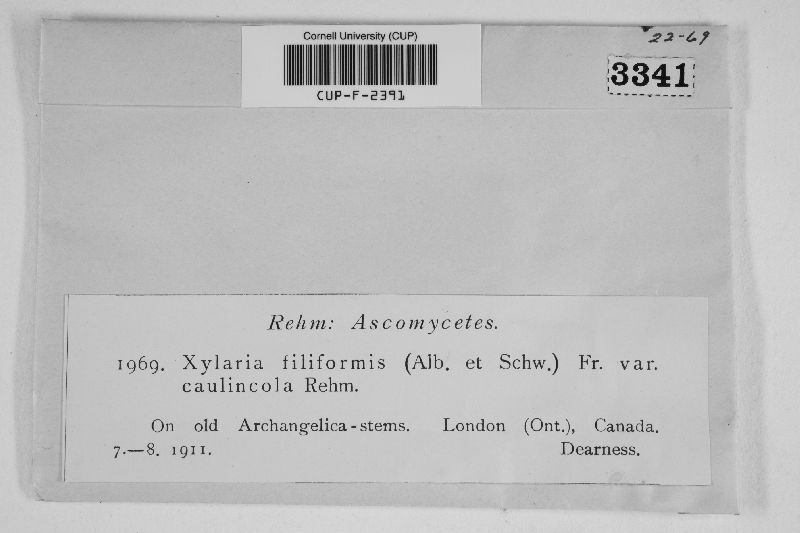 Cornell University (CUP)
CUP-F-2391
22-69
3341
Rehm: Ascomycetes.
1969. Xylaria filiformis (Alb. et Schw.) Fr. var.
caulincola Rehm.
On old Archangelica-stems. London (Ont.), Canada.
7.—8. 1911. Dearness.